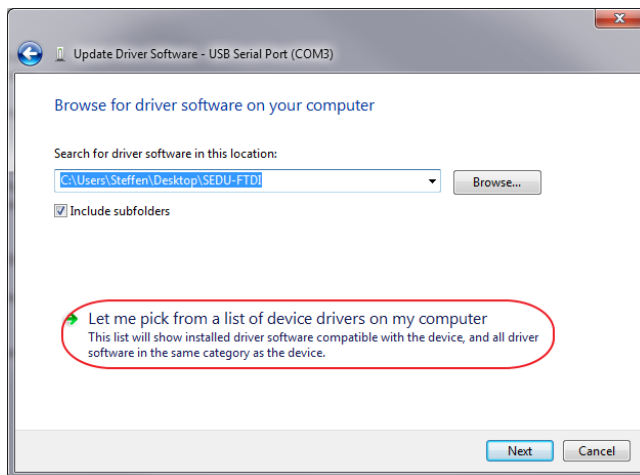 Update Driver Software - USB Serial Port (COM3)
Browse for driver software on your computer
Search for driver software in this location:
C:\Users\Steffen\Desktop\SEDU-FTDI
Browse...
Include subfolders
Let me pick from a list of device drivers on my computer
This list will show installed driver software compatible with the device, and all driver
software in the same category as the device.
Next
Cancel